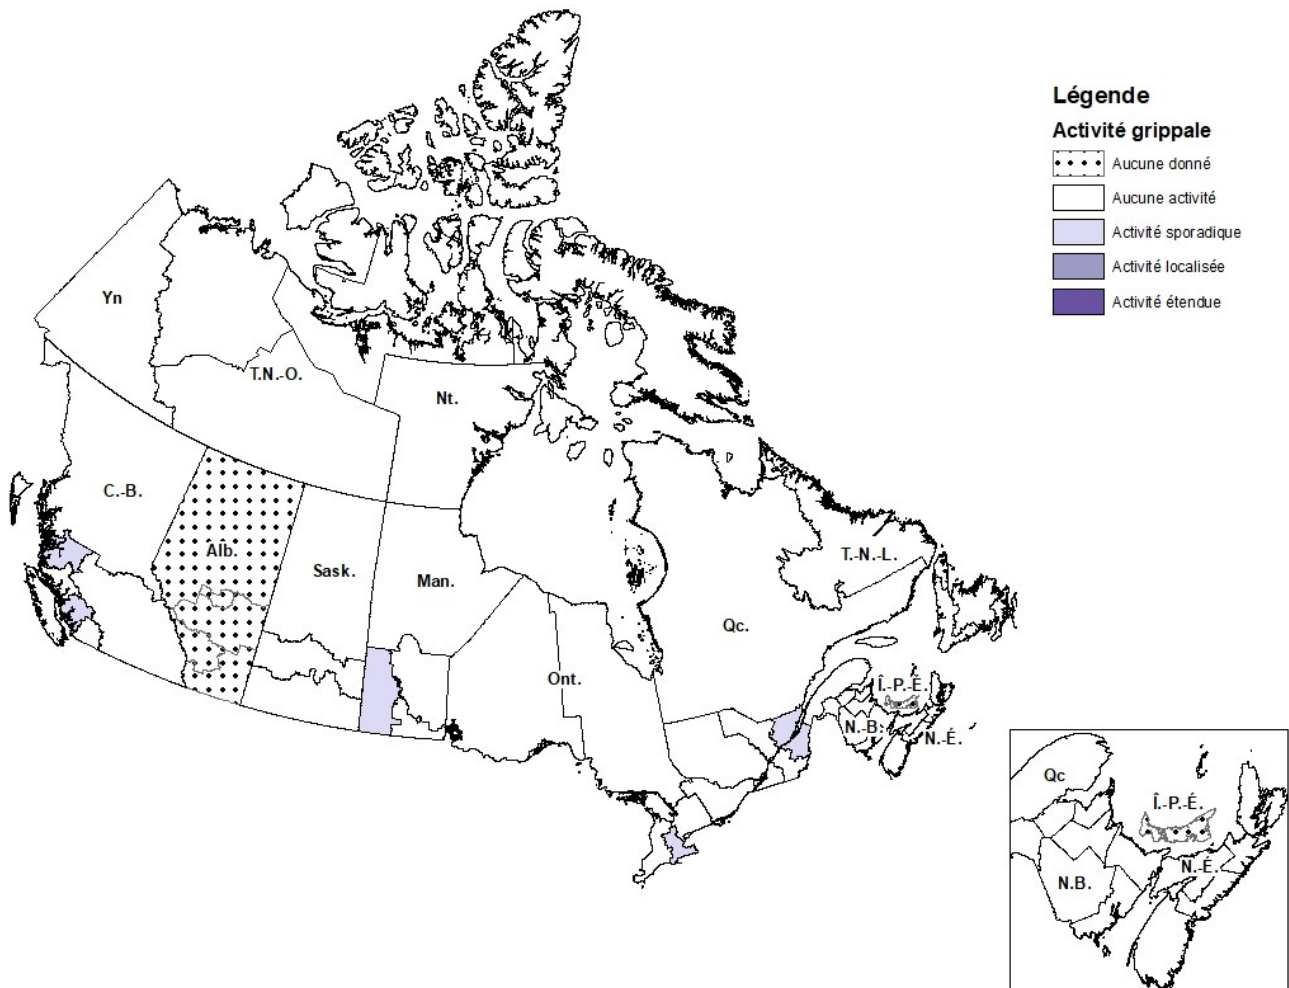 Légende
Activité grippale
Aucune donné
Aucune activité
Activité sporadique
Activité localisée
Activité étendue
Yn
T.N.-O.
Nt.
C.-B.
Alb.
Sask.
Man.
T.-N.-L.
Qc.
Ont.
Î.-P.-É.
N.-B.
N.-É.
Qc
Î.-P.-É.
N.-É.
N.B.